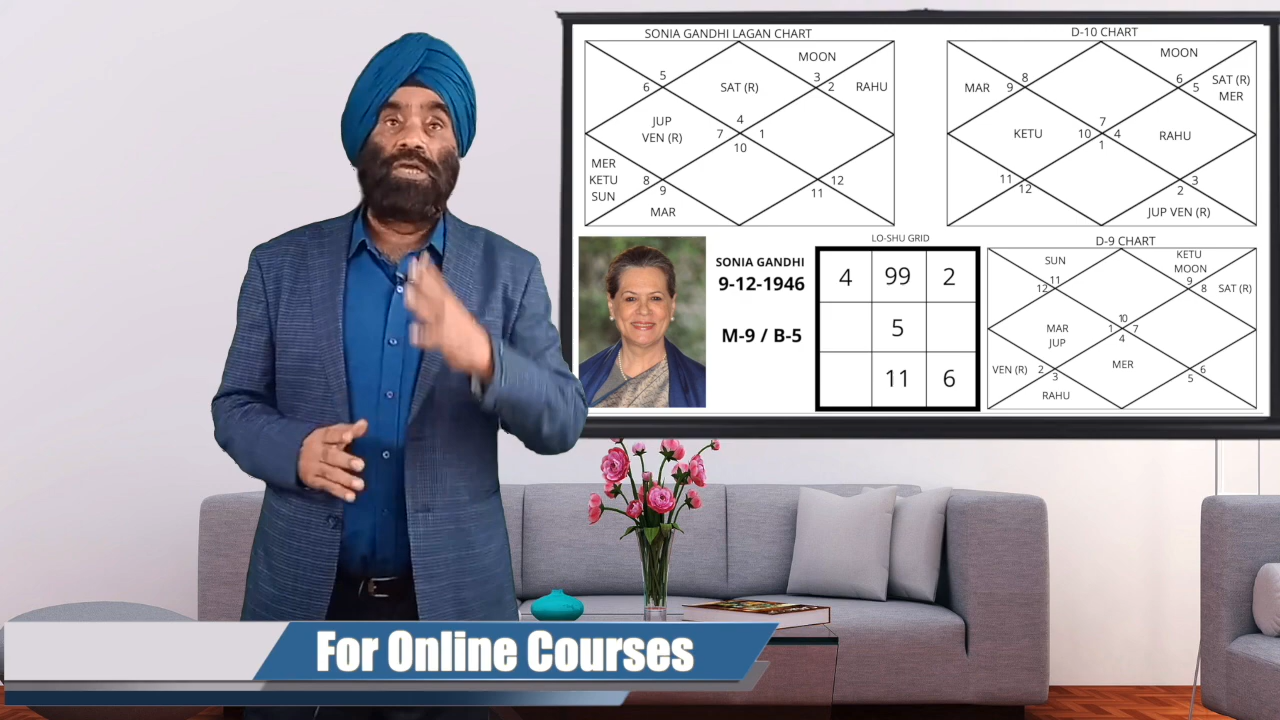 SONIA GANDHI LAGAN CHART
MOON
5
6
SAT (R)
3
2
RAHU
JUP
VEN (R)
4
7
1
10
MER
KETU
SUN
8
9
12
11
MAR
D-10 CHART
MOON
8
MAR
9
6
5
SAT (R)
MER
7
KETU
10
4
RAHU
1
11
12
3
2
JUP VEN (R)
SONIA GANDHI
9-12-1946
M-9 / B-5
LO-SHU GRID
4 99 2
5
11 6
D-9 CHART
SUN
KETU
MOON
11
12
9
8
SAT (R)
10
MAR
JUP
1
7
4
VEN (R)
2
3
MER
6
5
RAHU
For Online Courses